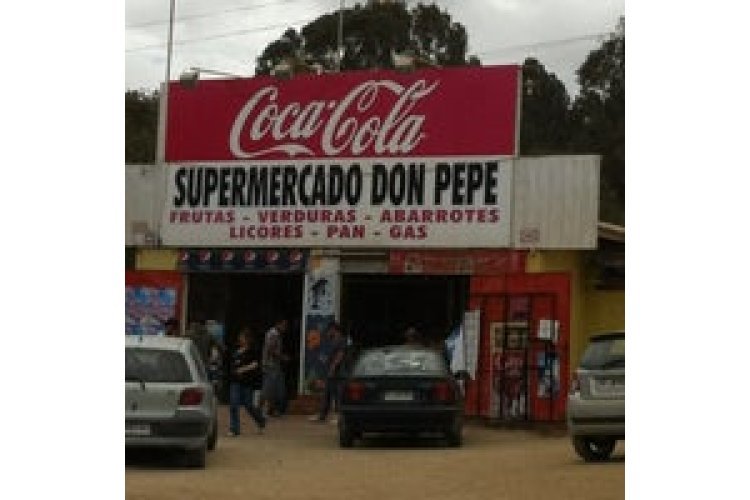 Coca-Cola
SUPERMERCADO DON PEPE
FRUTAS - VERDURAS - ABARROTES
LICORES - PAN - GAS